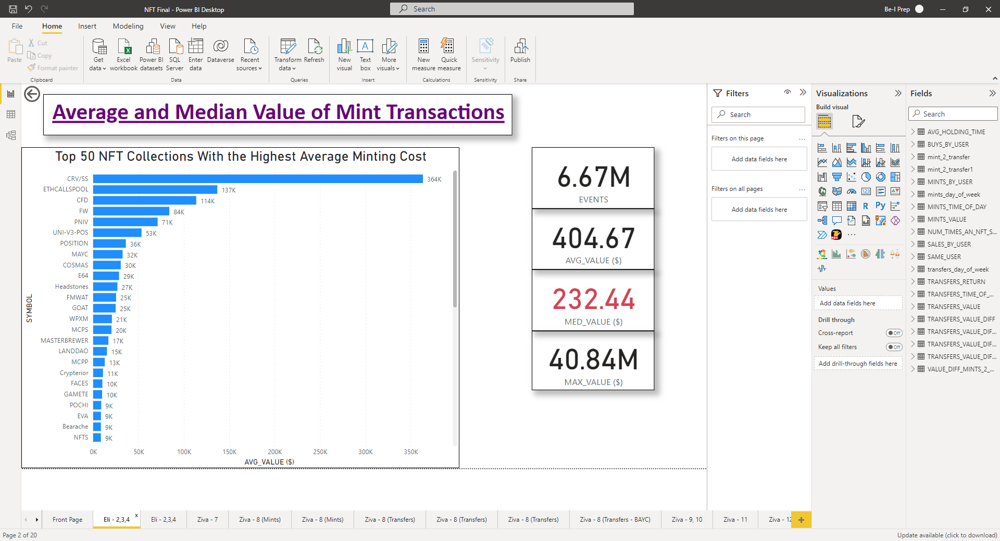 NFT Final - Power BI Desktop
Search
Be-I Prep
File
Home
Insert
Modeling
View
Help
Paste
Cut
Copy
Format painter
Clipboard
Get data
Excel workbook
Power BI datasets
SQL Server
Enter data
Dataverse
Recent sources
Data
Transform data
Refresh
Queries
New visual
Text box
More visuals
Insert
New measure
Quick measure
Calculations
Sensitivity
Sensitivity
Publish
Share
Average and Median Value of Mint Transactions
Top 50 NFT Collections With the Highest Average Minting Cost
SYMBOL
CRV/SS 364K
ETHCALLSPOOL 137K
CFD 114K
FW 84K
PNIV 71K
UNI-V3-POS 53K
POSITION 36K
MAYC 32K
COSMAS 30K
E64 29K
Headstones 27K
FMWAT 25K
GOAT 25K
WPXM 21K
MCPS 20K
MASTERBREWER 17K
LANDDAO 15K
MCPP 13K
Crypterior 11K
FACES 10K
GAMETE 10K
POCHI 9K
EVA 9K
Bearache 9K
NFTS 9K
0K 50K 100K 150K 200K 250K 300K 350K
AVG_VALUE ($)
6.67M
EVENTS
404.67
AVG_VALUE ($)
232.44
MED_VALUE ($)
40.84M
MAX_VALUE ($)
Filters
Search
Filters on this page ...
Add data fields here
Filters on all pages ...
Add data fields here
Visualizations
Build visual
123
R
Py
PRO
...
Values
Add data fields here
Drill through
Cross-report Off
Keep all filters Off
Add drill-through fields here
Fields
Search
AVG_HOLDING_TIME
BUYS_BY_USER
mint_2_transfer
mint_2_transfer1
MINTS_BY_USER
mints_day_of_week
MINTS_TIME_OF_DAY
MINTS_VALUE
NUM_TIMES_AN_NFT_S...
SALES_BY_USER
SAME_USER
transfers_day_of_week
TRANSFERS_RETURN
TRANSFERS_TIME_OF_...
TRANSFERS_VALUE
TRANSFERS_VALUE_DIFF
TRANSFERS_VALUE_DIF...
TRANSFERS_VALUE_DIF...
TRANSFERS_VALUE_DIF...
VALUE_DIFF_MINTS_2_...
Front Page
Eli - 2,3,4 x
Eli - 2,3,4
Ziva - 7
Ziva - 8 (Mints)
Ziva - 8 (Mints)
Ziva - 8 (Transfers)
Ziva - 8 (Transfers)
Ziva - 8 (Transfers)
Ziva - 8 (Transfers - BAYC)
Ziva - 9, 10
Ziva - 11
Ziva - 12
+
Page 2 of 20
Update available (click to download)